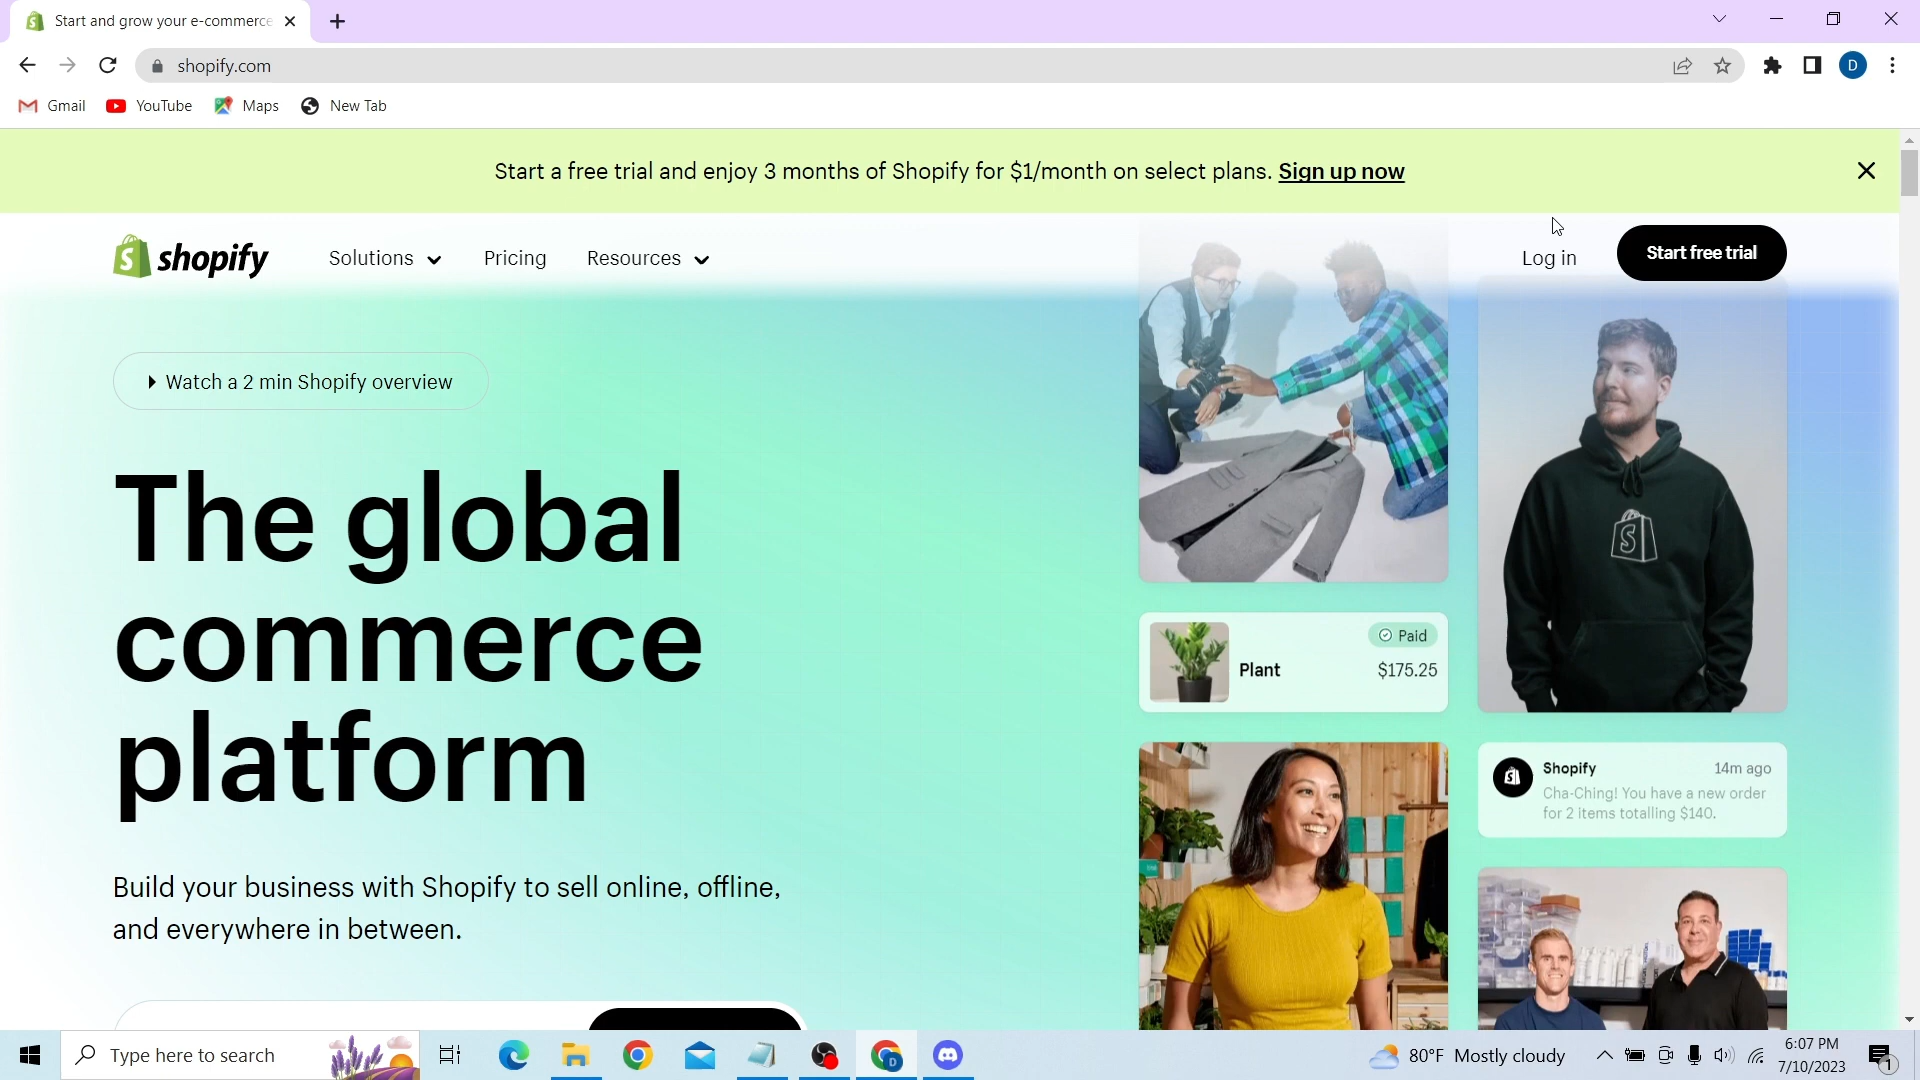 Start and grow your e-commerce
shopify.com
D
Gmail
YouTube
Maps
New Tab
Start a free trial and enjoy 3 months of Shopify for $1/month on select plans. Sign up now
shopify
Solutions
Pricing
Resources
Log in
Start free trial
Watch a 2 min Shopify overview
The global
commerce
platform
Build your business with Shopify to sell online, offline,
and everywhere in between.
Paid
Plant
$175.25
Shopify
14m ago
Cha-Ching! You have a new order
for 2 items totalling $140.
Type here to search
80°F Mostly cloudy
6:07 PM
7/10/2023
1